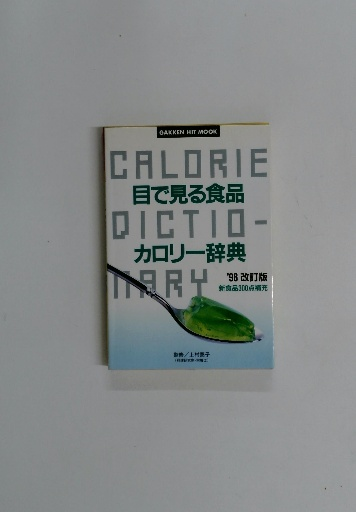 GAKKEN HIT MOOK
CALORIE
目で見る食品
DICTIO-
カロリー辞典
NARY
'98 改訂版
新食品300点補充